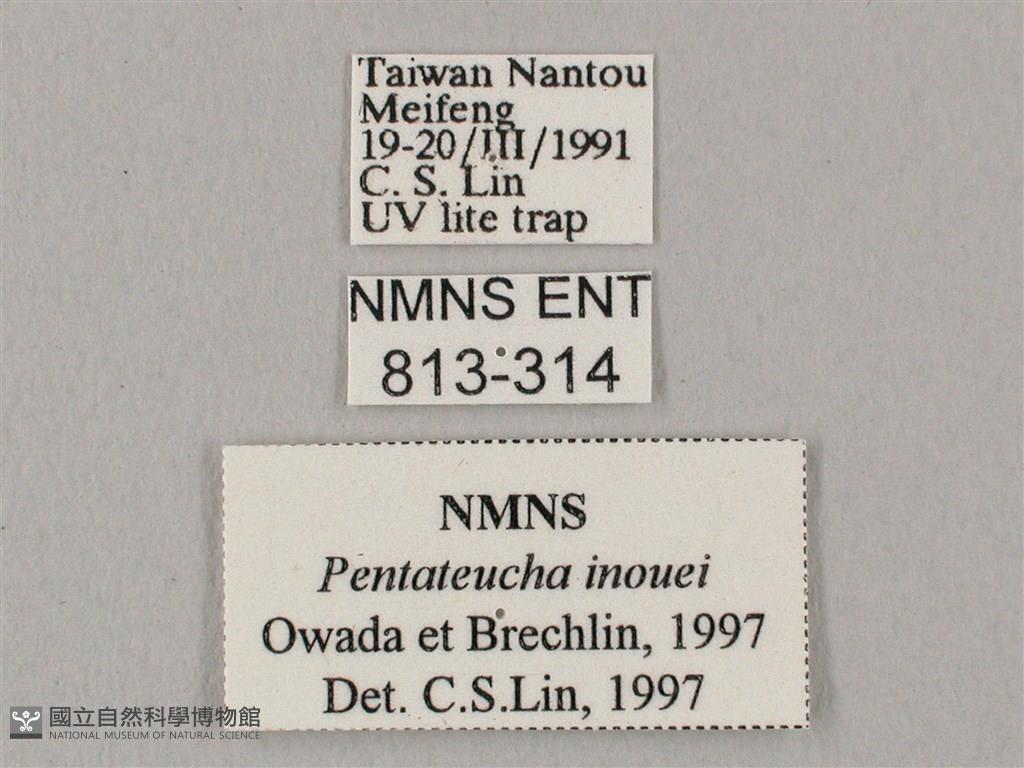 Taiwan Nantou
Meifeng
19-20/III/1991
C. S. Lin
UV lite trap
NMNS ENT
813-314
NMNS
Pentateucha inouei
Owada et Brechlin, 1997
Det. C.S.Lin, 1997
國立自然科學博物館
NATIONAL MUSEUM OF NATURAL SCIENCE